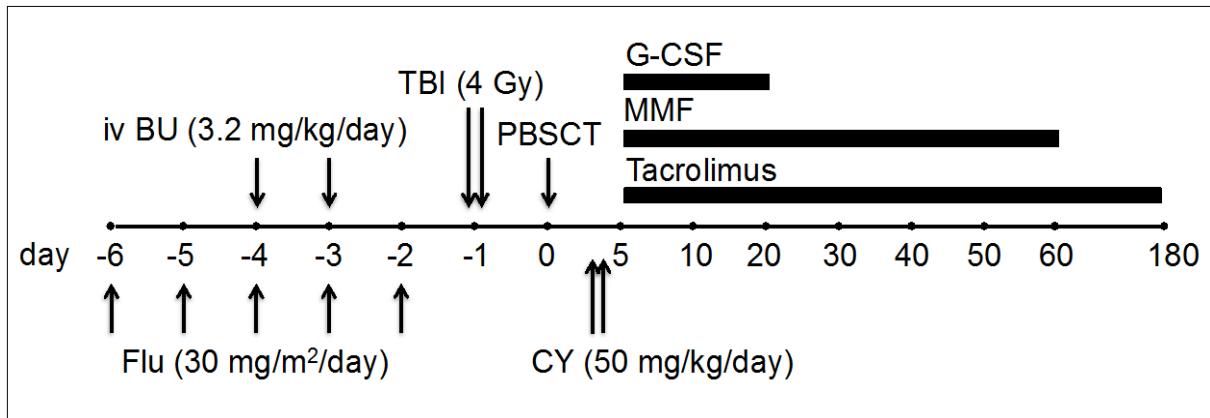 G-CSF
TBI (4 Gy)
MMF
iv BU (3.2 mg/kg/day)
PBSCT
Tacrolimus
day -6 -5 -4 -3 -2 -1 0 5 10 20 30 40 50 60 180
Flu (30 mg/m²/day)
CY (50 mg/kg/day)